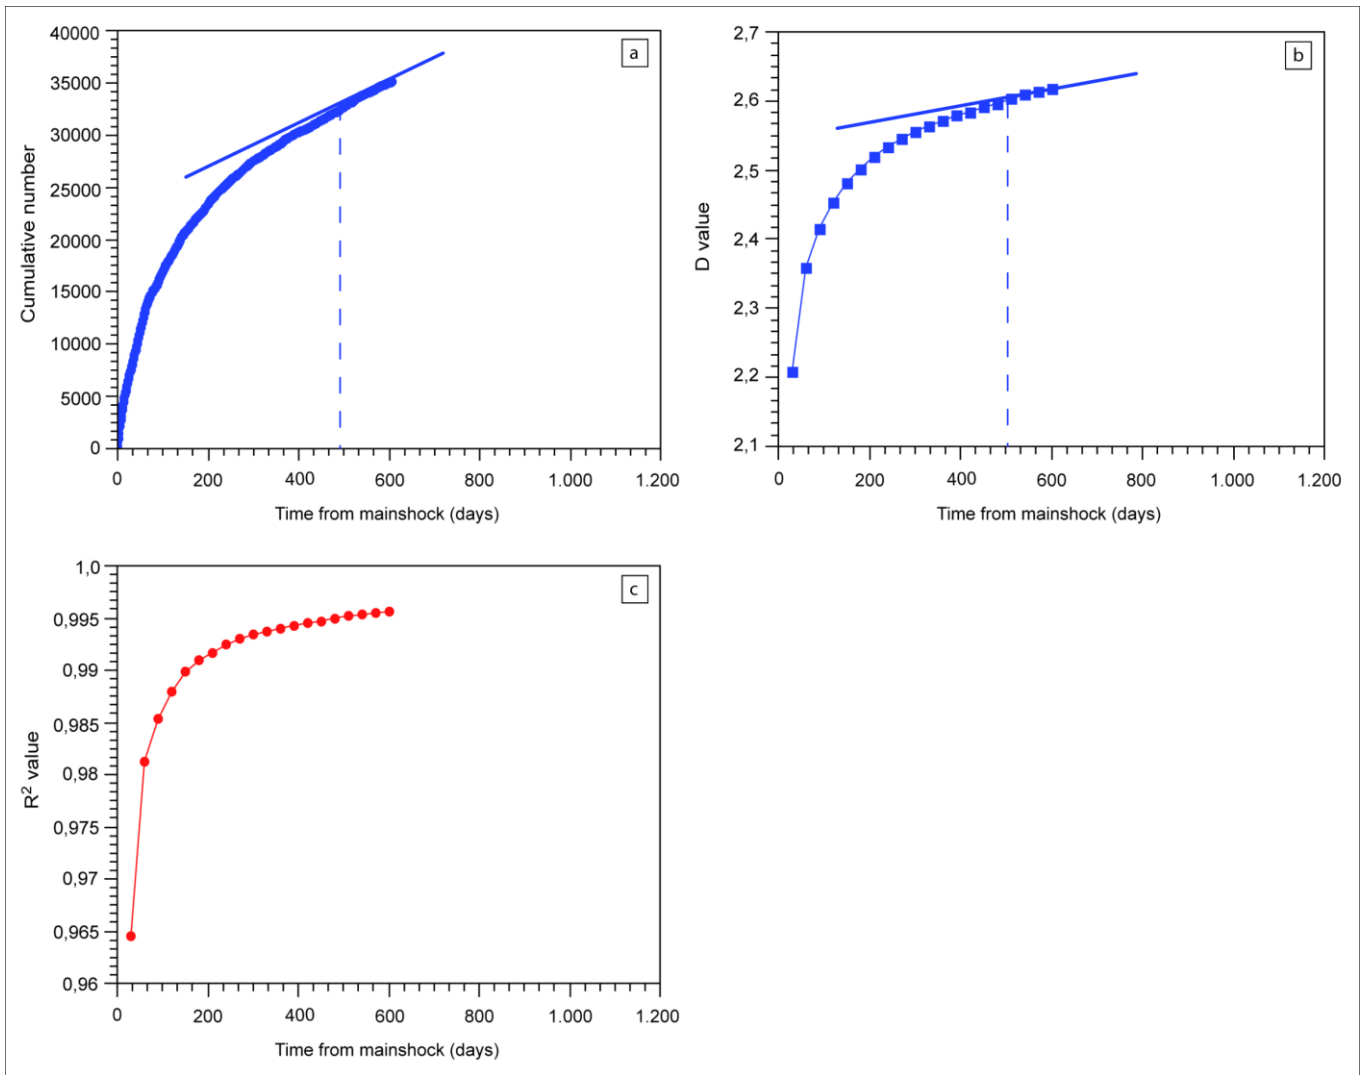 a
40000
35000
30000
25000
20000
15000
10000
5000
0
Cumulative number
0 200 400 600 800 1.000 1.200
Time from mainshock (days)
b
2,7
2,6
2,5
2,4
2,3
2,2
2,1
D value
0 200 400 600 800 1.000 1.200
Time from mainshock (days)
c
1,0
0,995
0,99
0,985
0,98
0,975
0,97
0,965
0,96
R² value
0 200 400 600 800 1.000 1.200
Time from mainshock (days)